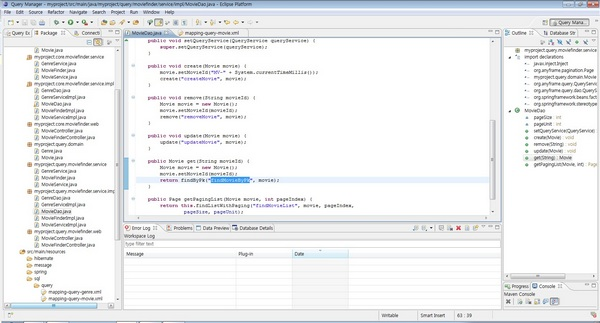 Query Manager - myproject/src/main/java/myproject/query/moviefinder/service/impl/MovieDao.java - Eclipse Platform
File Edit Source Refactor Navigate Search Project Run Window Help
Query Mana...
Query Ex
Package
MovieDao.java
mapping-query-movie.xml
Outline
Database Str
Movie.java
myproject.core.moviefinder.service
GenreService.java
MovieFinder.java
MovieService.java
myproject.core.moviefinder.service.
GenreDao.java
GenreServiceImpl.java
MovieDao.java
MovieFinderImpl.java
MovieServiceImpl.java
myproject.core.moviefinder.web
MovieController.java
MovieFinderController.java
myproject.query.domain
Genre.java
Movie.java
myproject.query.moviefinder.service
GenreService.java
MovieFinder.java
MovieService.java
myproject.query.moviefinder.service.im
GenreDao.java
GenreServiceImpl.java
MovieDao.java
MovieFinderImpl.java
MovieServiceImpl.java
myproject.query.moviefinder.web
MovieController.java
MovieFinderController.java
src/main/resources
hibernate
message
spring
sql
query
mapping-query-genre.xml
mapping-query-movie.xml
public void setQueryService(QueryService queryService) {
super.setQueryService(queryService);
}
public void create(Movie movie) {
movie.setMovieId("MV-" + System.currentTimeMillis());
create("createMovie", movie);
}
public void remove(String movieId) {
Movie movie = new Movie();
movie.setMovieId(movieId);
remove("removeMovie", movie);
}
public void update(Movie movie) {
update("updateMovie", movie);
}
public Movie get(String movieId) {
Movie movie = new Movie();
movie.setMovieId(movieId);
return findByPk("findMovieByPk", movie);
}
public Page getPagingList(Movie movie, int pageIndex) {
return this.findListWithPaging("findMovieList", movie, pageIndex,
pageSize, pageUnit);
myproject.query.moviefinder.service
import declarations
javax.inject.Inject
org.anyframe.pagination.Page
myproject.query.domain.Movie
org.anyframe.query.QueryService
org.anyframe.query.dao.QuerySe
org.springframework.beans.facto
org.springframework.stereotype
MovieDao
pageSize : int
pageUnit : int
setQueryService(QueryService)
create(Movie) : void
remove(String) : void
update(Movie) : void
get(String) : Movie
getPagingList(Movie, int) : Page
Error Log
Problems
Data Preview
Database Details
Workspace Log
type filter text
Message
Plug-in
Date
Progress
Console
Maven Console
Writable
Smart Insert
63 : 39